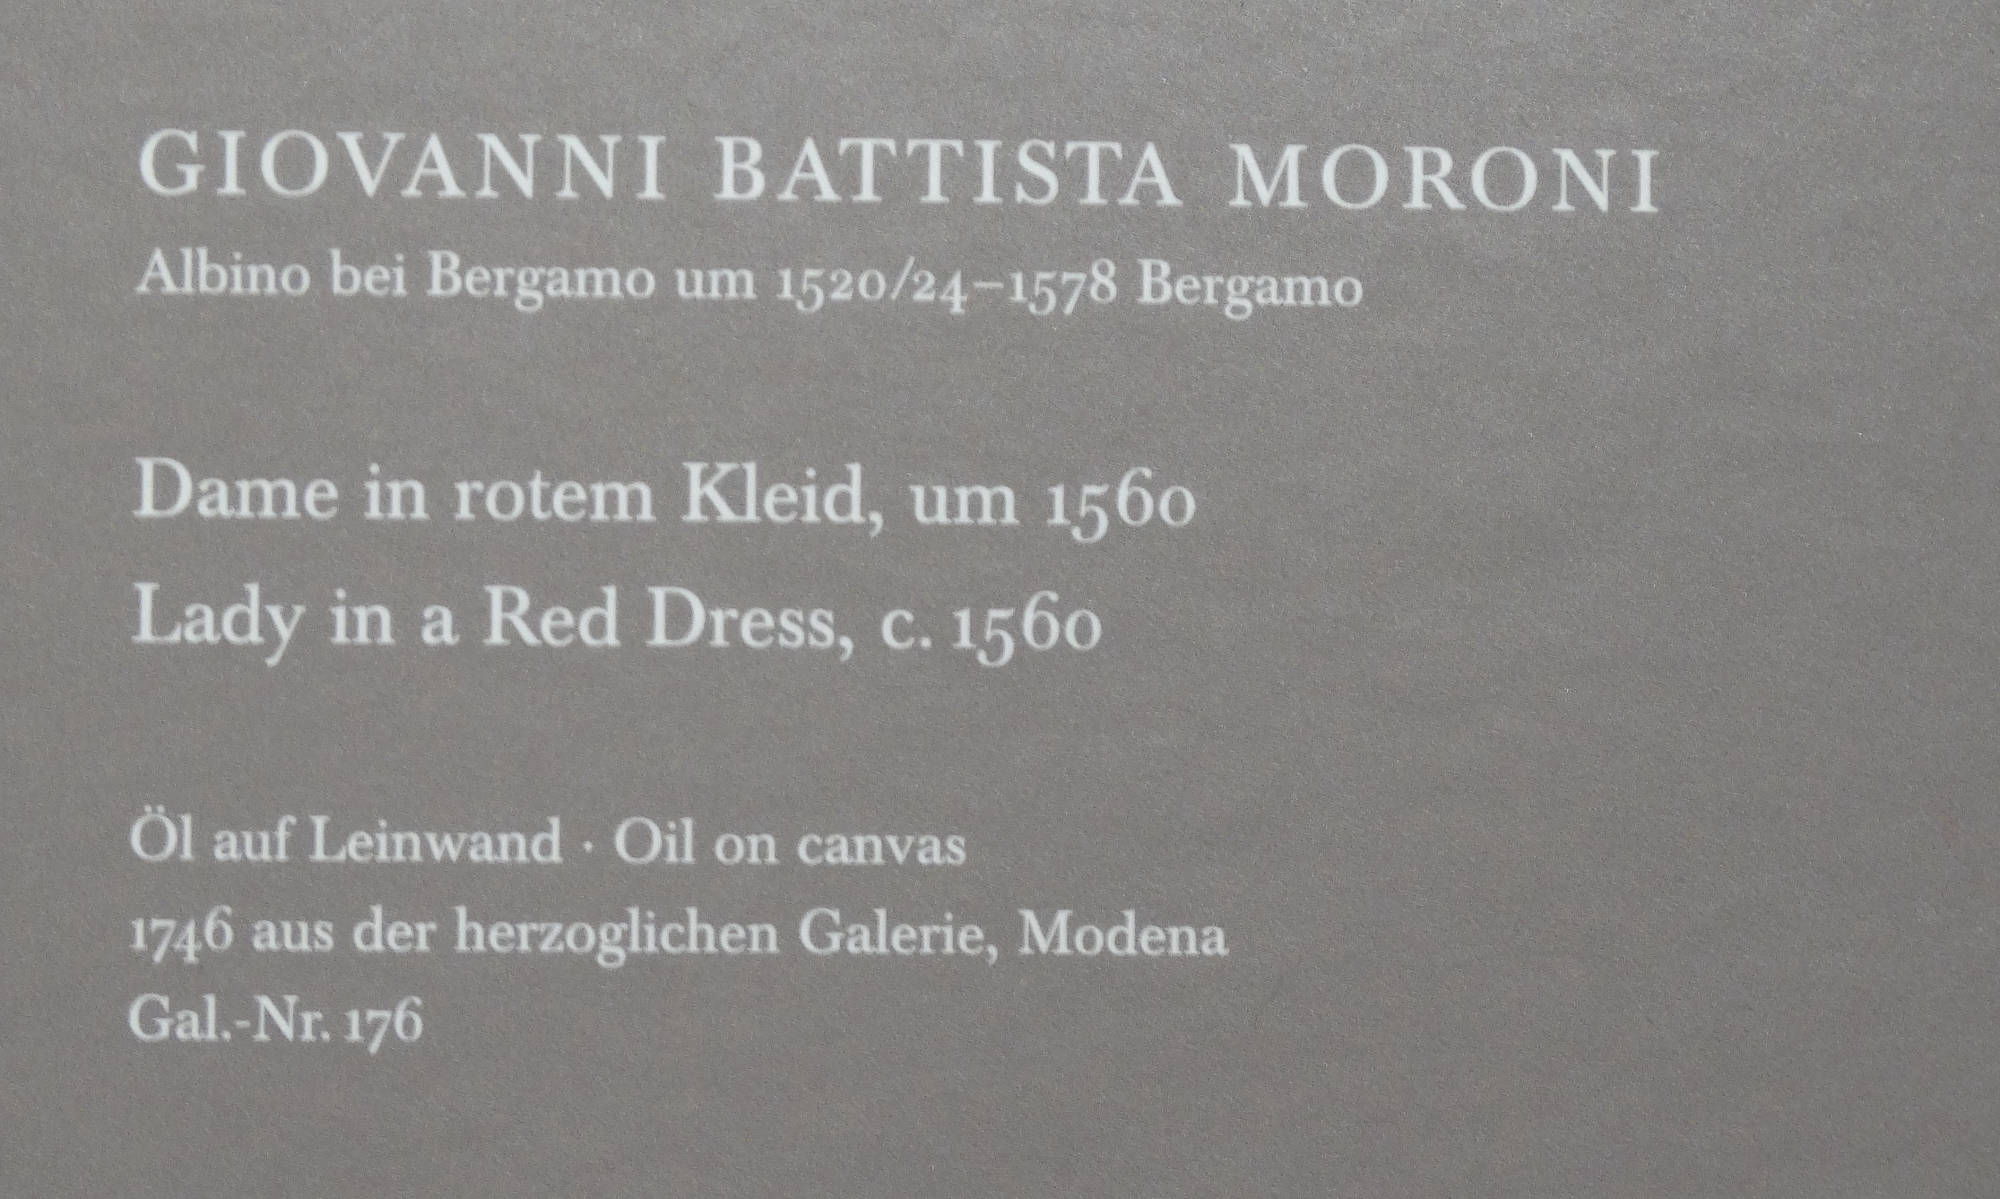 GIOVANNI BATTISTA MORONI
Albino bei Bergamo um 1520/24–1578 Bergamo
Dame in rotem Kleid, um 1560
Lady in a Red Dress, c. 1560
Öl auf Leinwand · Oil on canvas
1746 aus der herzoglichen Galerie, Modena
Gal.-Nr. 176